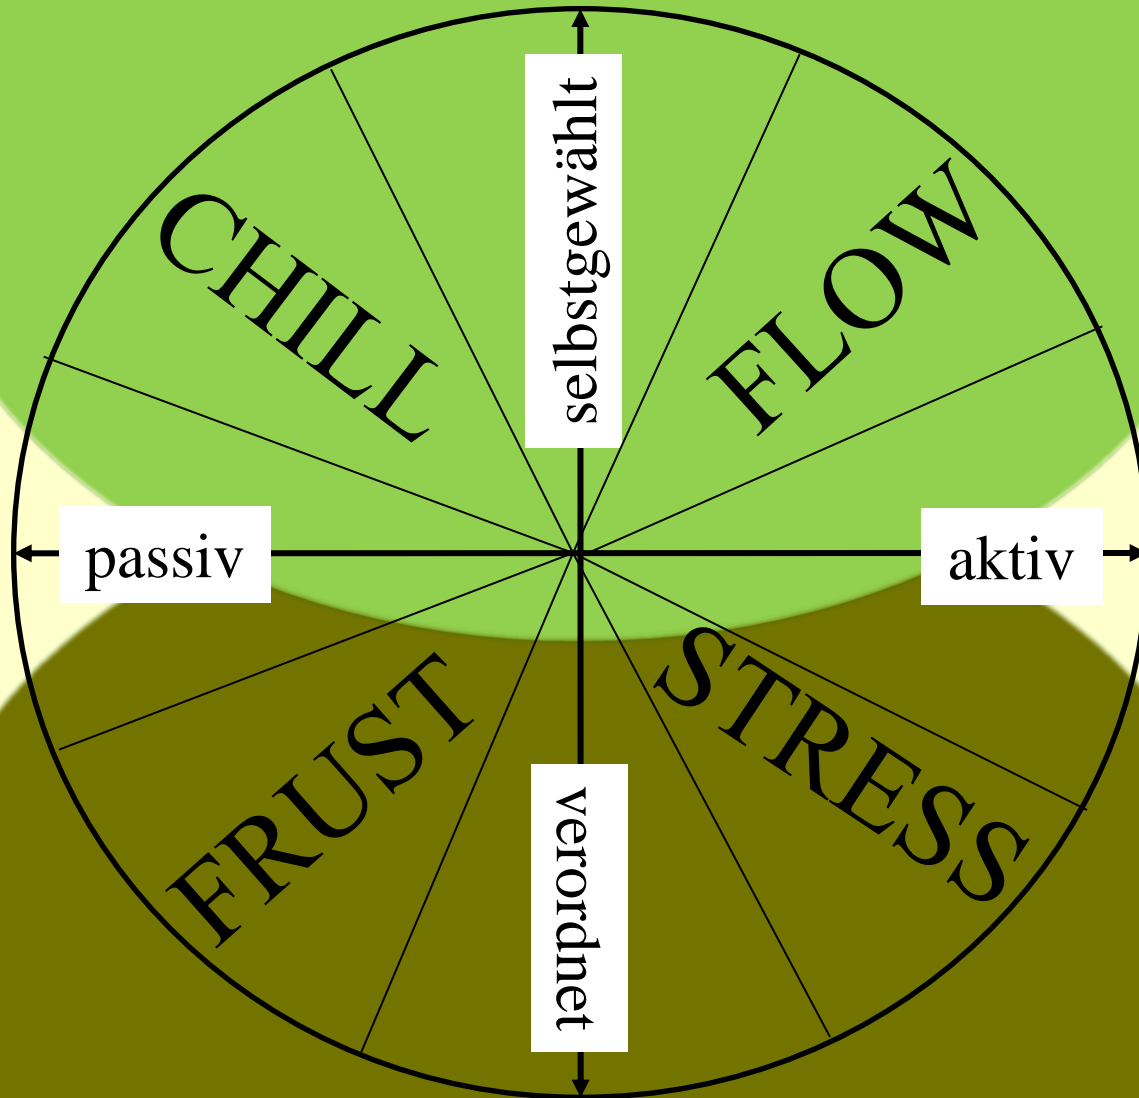 selbstgewählt
CHILL
FLOW
passiv
aktiv
FRUST
STRESS
verordnet